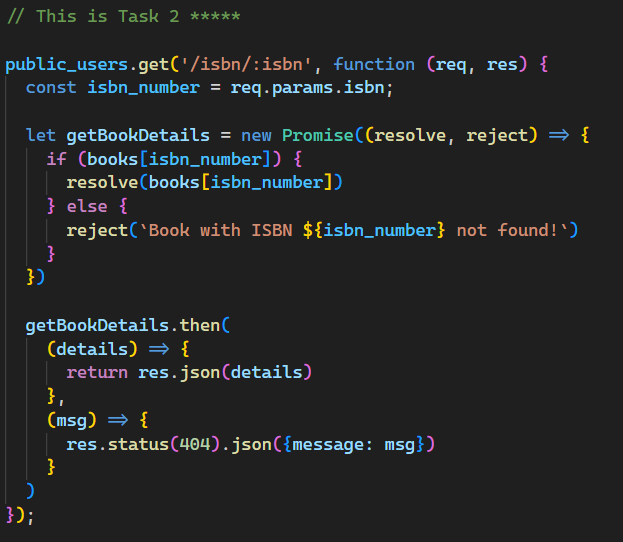 // This is Task 2 *****
public_users.get('/isbn/:isbn', function (req, res) {
const isbn_number = req.params.isbn;
let getBookDetails = new Promise((resolve, reject) => {
if (books[isbn_number]) {
resolve(books[isbn_number])
} else {
reject(`Book with ISBN ${isbn_number} not found!`)
}
})
getBookDetails.then(
(details) => {
return res.json(details)
},
(msg) => {
res.status(404).json({message: msg})
}
)
});